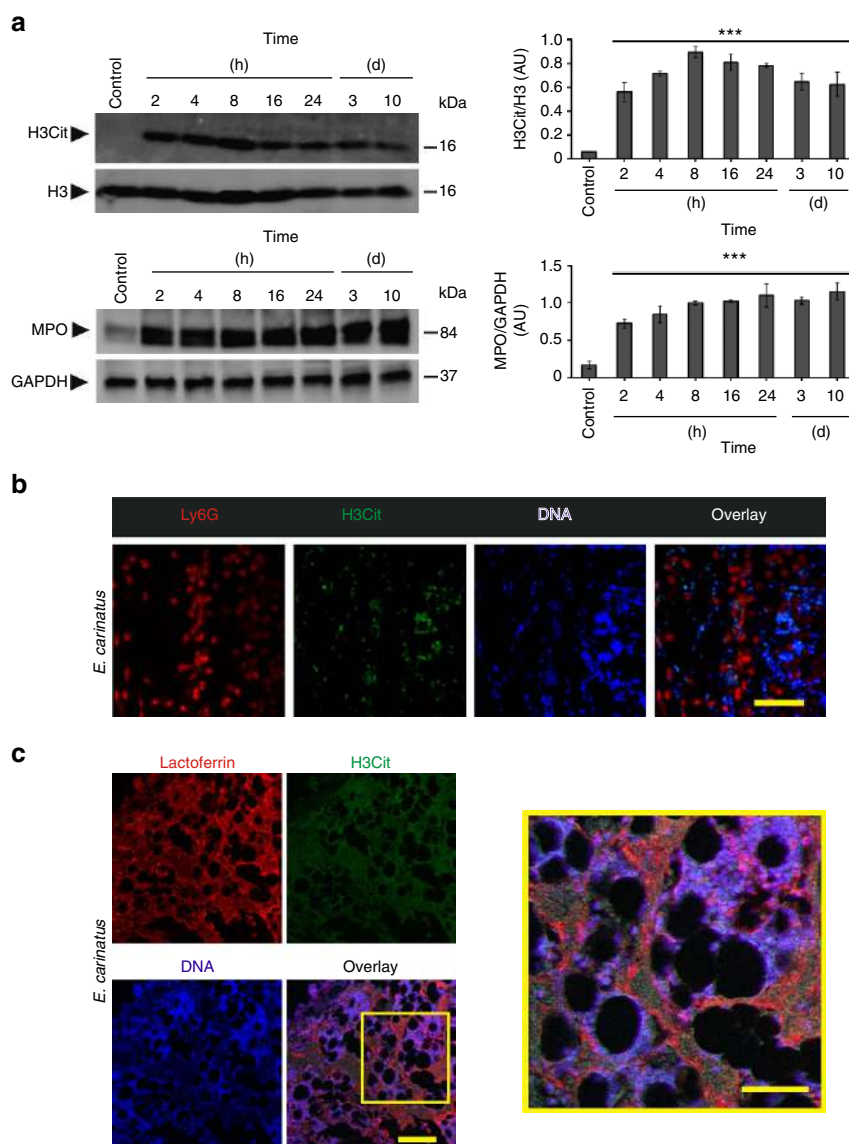 a
Time
(h) (d)
Control 2 4 8 16 24 3 10 kDa
H3Cit 16
H3 16
H3Cit/H3 (AU)
***
1.0
0.8
0.6
0.4
0.2
0
Control 2 4 8 16 24 3 10
(h) (d)
Time
Time
(h) (d)
Control 2 4 8 16 24 3 10 kDa
MPO 84
GAPDH 37
MPO/GAPDH
(AU)
***
1.5
1.0
0.5
0
Control 2 4 8 16 24 3 10
(h) (d)
Time
b
Ly6G H3Cit DNA Overlay
E. carinatus
c
Lactoferrin H3Cit
DNA Overlay
E. carinatus